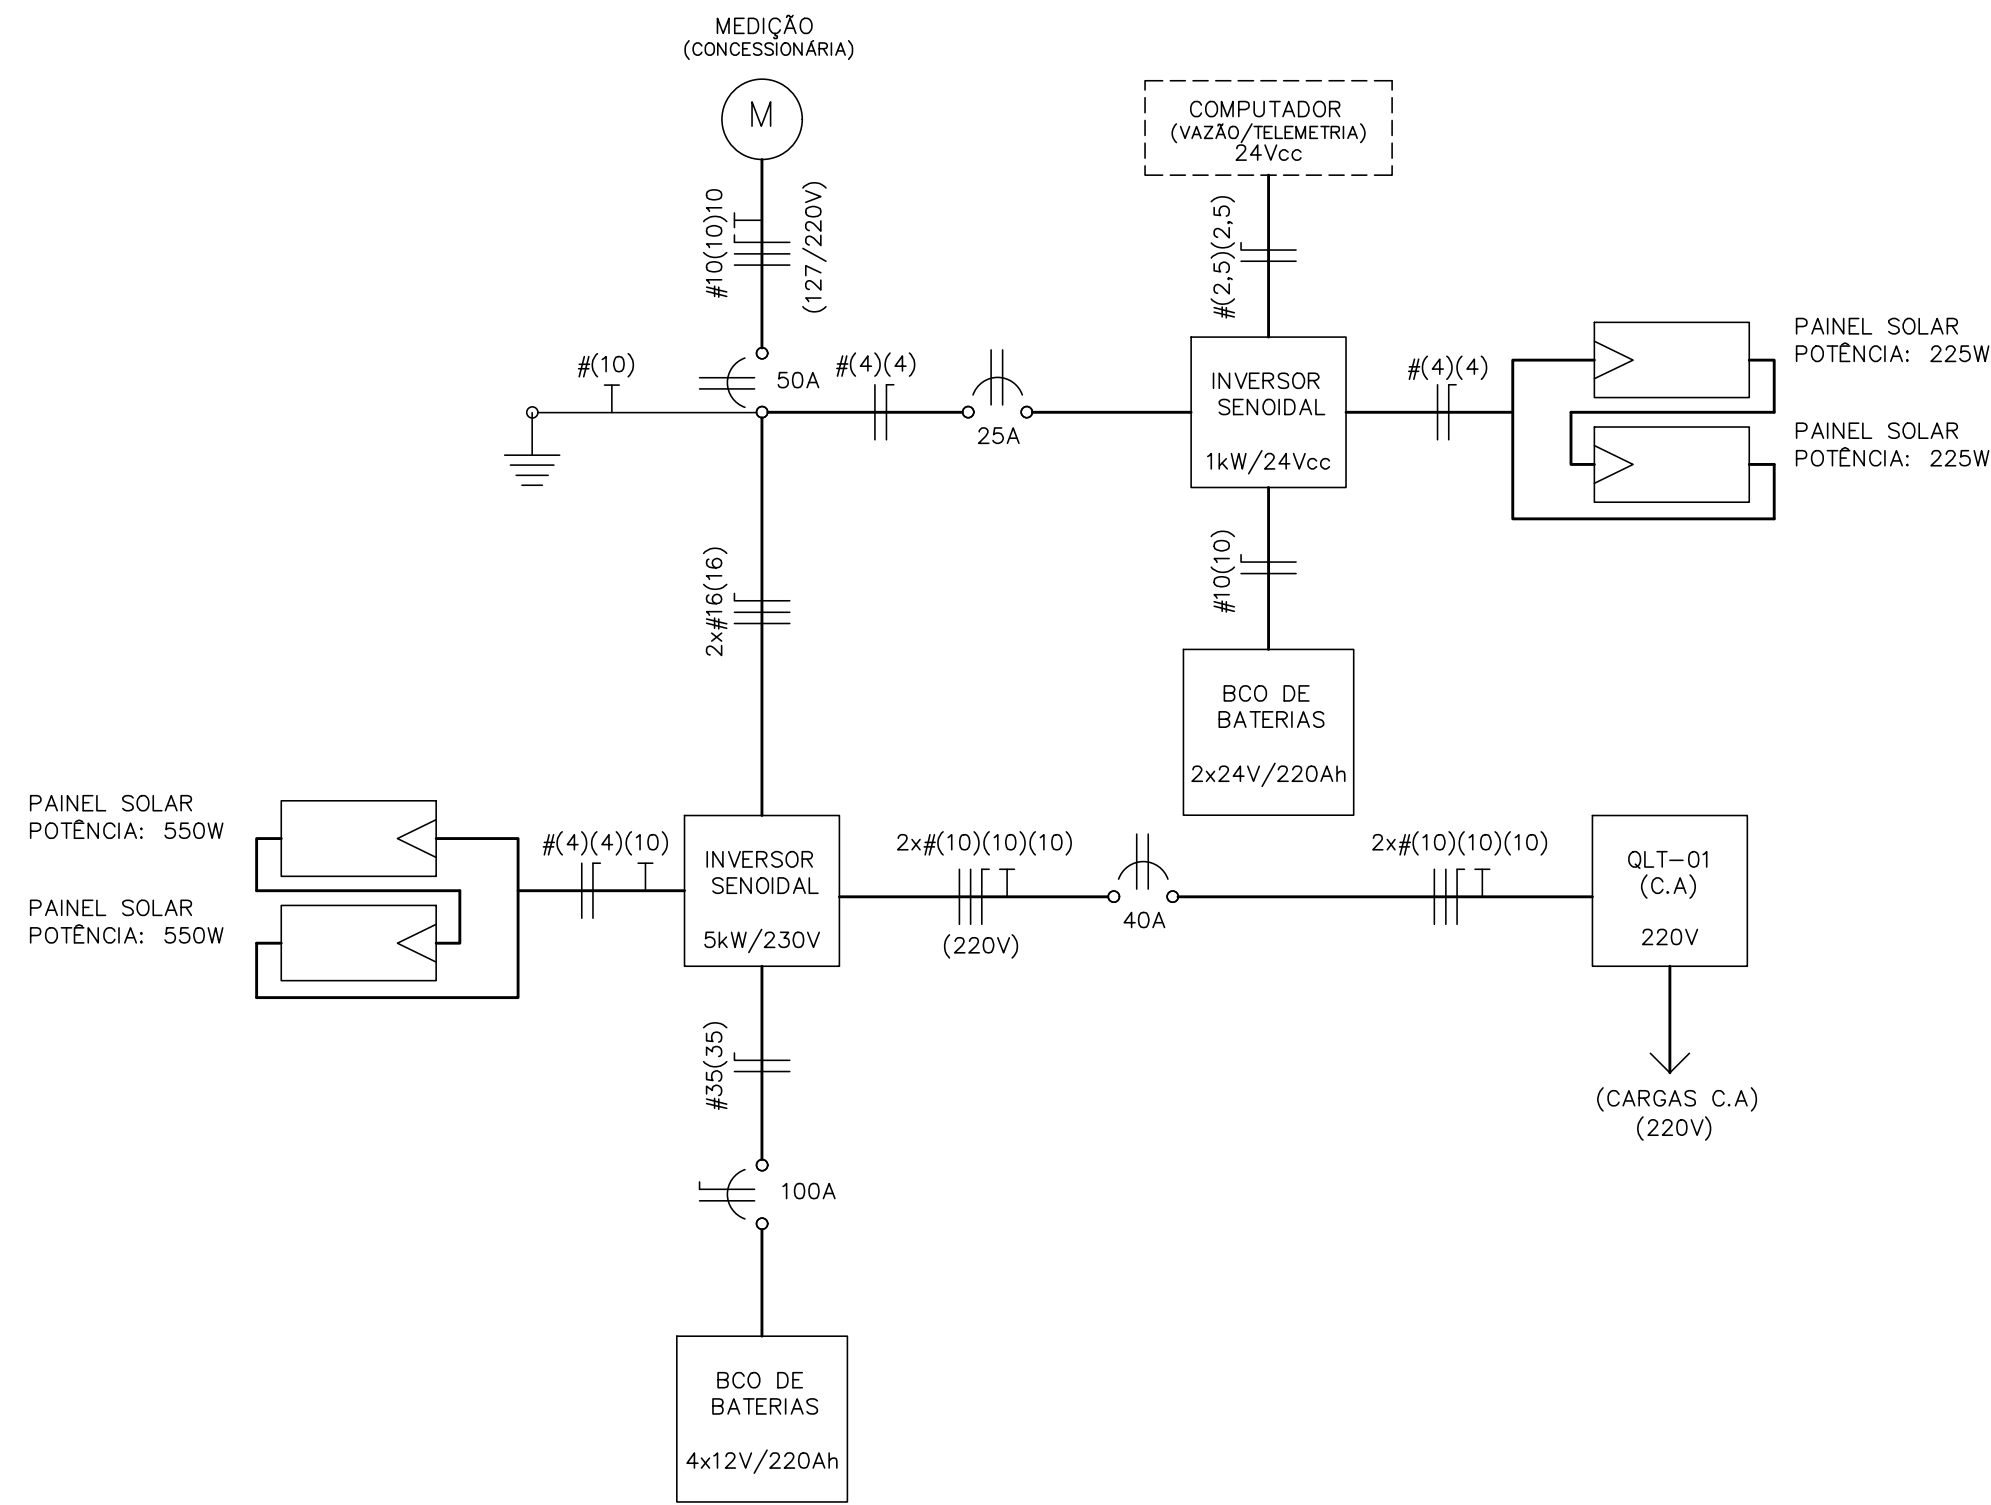 MEDIÇÃO
(CONCESSIONÁRIA)
M
#10(10)10
(127/220V)
COMPUTADOR
(VAZÃO/TELEMETRIA)
24Vcc
#(2,5)(2,5)
#(10)
50A
#(4)(4)
25A
INVERSOR
SENOIDAL
1kW/24Vcc
#(4)(4)
PAINEL SOLAR
POTÊNCIA: 225W
PAINEL SOLAR
POTÊNCIA: 225W
2x#16(16)
#10(10)
BCO DE
BATERIAS
2x24V/220Ah
PAINEL SOLAR
POTÊNCIA: 550W
PAINEL SOLAR
POTÊNCIA: 550W
#(4)(4)(10)
INVERSOR
SENOIDAL
5kW/230V
2x#(10)(10)(10)
(220V)
40A
2x#(10)(10)(10)
QLT-01
(C.A)
220V
#35(35)
(CARGAS C.A)
(220V)
100A
BCO DE
BATERIAS
4x12V/220Ah